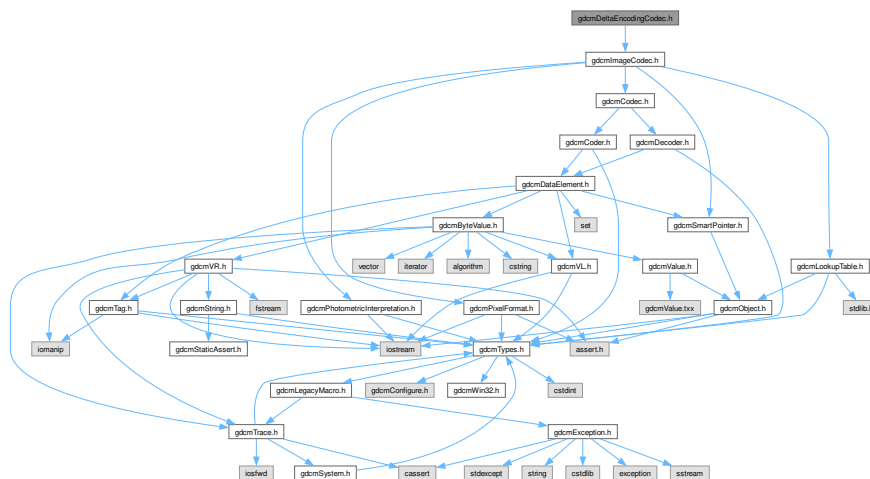 gdcmDeltaEncodingCodec.h
gdcmImageCodec.h
gdcmCodec.h
gdcmCoder.h
gdcmDecoder.h
gdcmDataElement.h
gdcmByteValue.h
set
gdcmSmartPointer.h
gdcmVR.h
vector
iterator
algorithm
cstring
gdcmVL.h
gdcmValue.h
gdcmLookupTable.h
gdcmTag.h
gdcmString.h
fstream
gdcmPhotometricInterpretation.h
gdcmPixelFormat.h
gdcmValue.txx
gdcmObject.h
stdlib.h
iomanip
gdcmStaticAssert.h
iostream
gdcmTypes.h
assert.h
gdcmLegacyMacro.h
gdcmConfigure.h
gdcmWin32.h
cstdint
gdcmTrace.h
gdcmException.h
iosfwd
gdcmSystem.h
cassert
stdexcept
string
cstdlib
exception
sstream